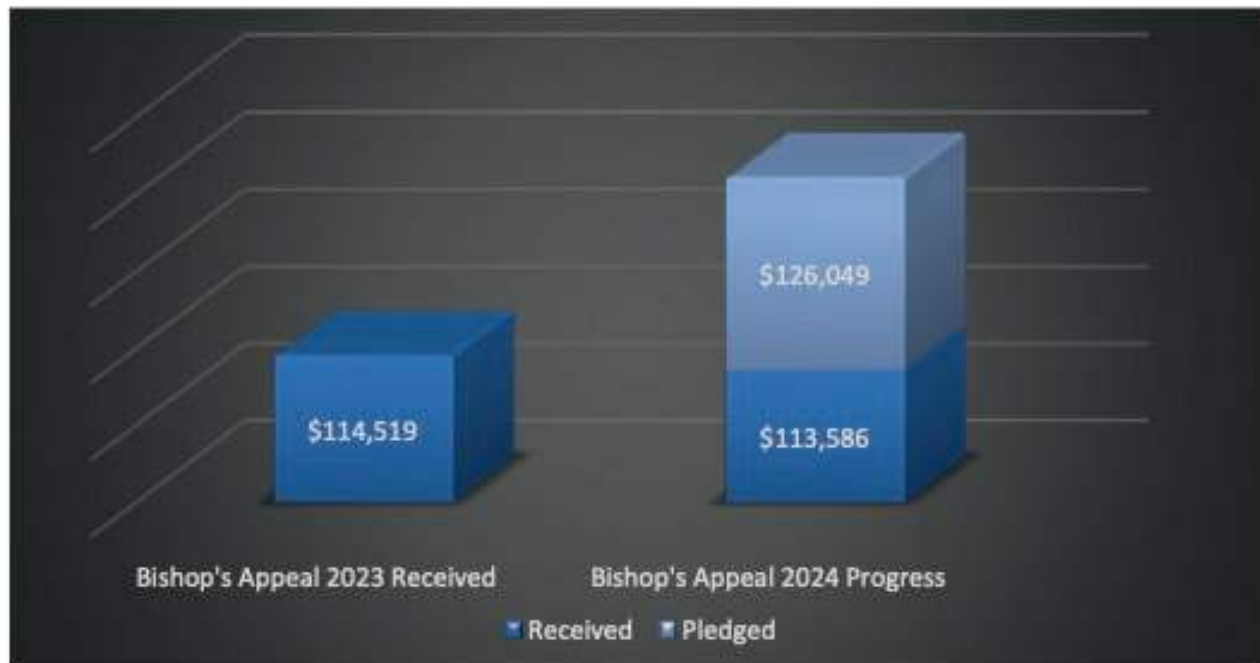 $126,049
$114,519
$113,586
Bishop's Appeal 2023 Received
Bishop's Appeal 2024 Progress
Received
Pledged